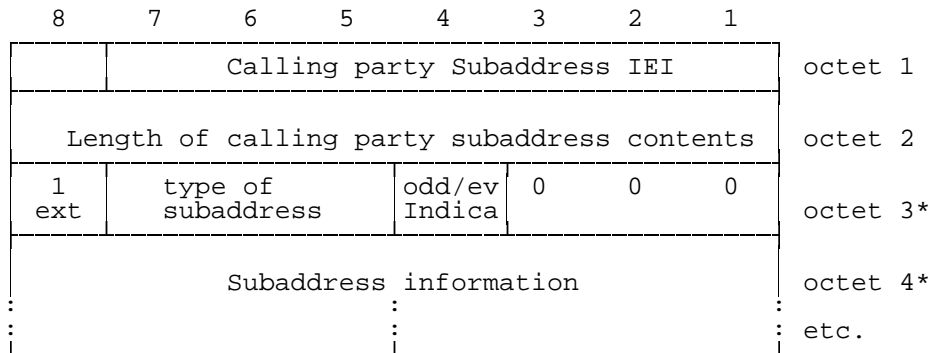 8 7 6 5 4 3 2 1
Calling party Subaddress IEI octet 1
Length of calling party subaddress contents octet 2
1 type of odd/ev 0 0 0
ext subaddress Indica octet 3*
Subaddress information octet 4*
: : :
: : : etc.